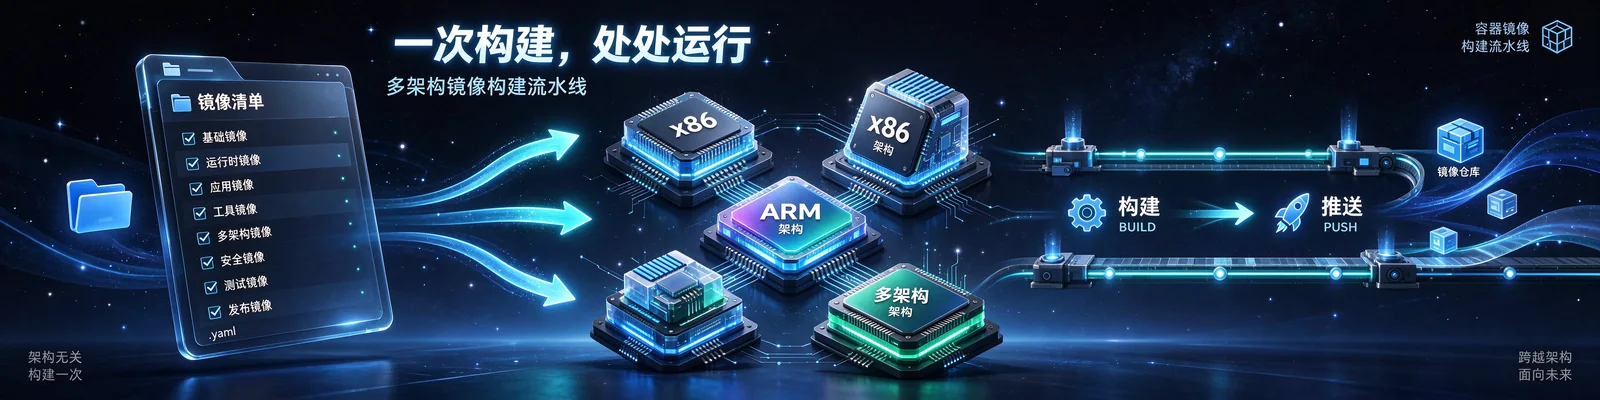 一次构建，处处运行
多架构镜像构建流水线
容器镜像
构建流水线
镜像清单
基础镜像
运行时镜像
应用镜像
工具镜像
多架构镜像
安全镜像
测试镜像
发布镜像
.yaml
x86
x86
架构
ARM
架构
多架构
架构
构建
BUILD
推送
PUSH
镜像仓库
架构无关
构建一次
跨越架构
面向未来